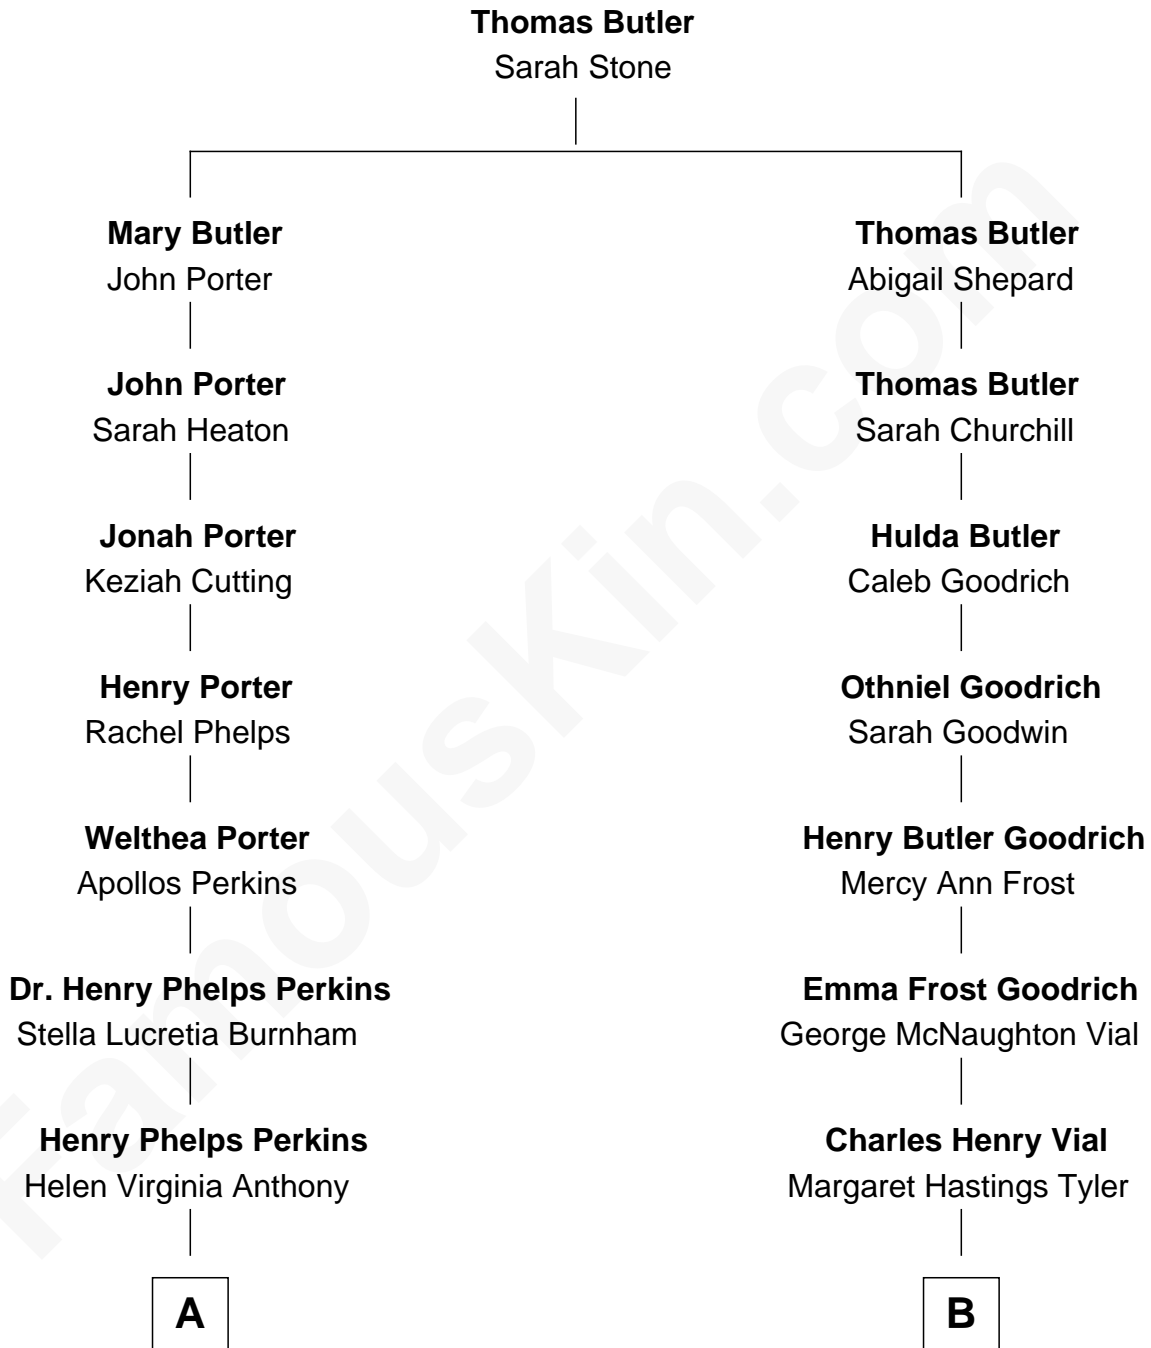 Thomas Butler
Sarah Stone
Mary Butler
John Porter
Thomas Butler
Abigail Shepard
John Porter
Sarah Heaton
Thomas Butler
Sarah Churchill
Jonah Porter
Keziah Cutting
Hulda Butler
Caleb Goodrich
Henry Porter
Rachel Phelps
Othniel Goodrich
Sarah Goodwin
Welthea Porter
Apollos Perkins
Henry Butler Goodrich
Mercy Ann Frost
Dr. Henry Phelps Perkins
Stella Lucretia Burnham
Emma Frost Goodrich
George McNaughton Vial
Henry Phelps Perkins
Helen Virginia Anthony
Charles Henry Vial
Margaret Hastings Tyler
A
B
FamousKin.com